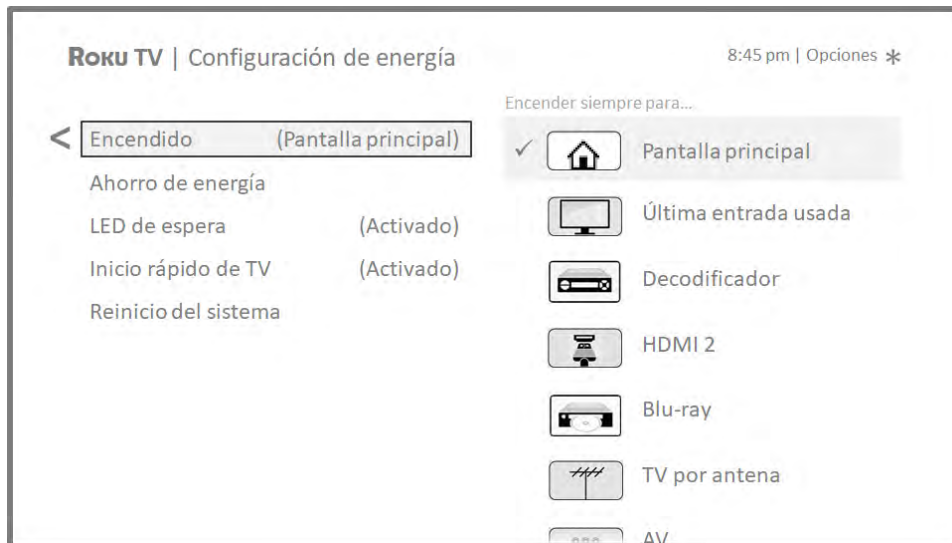 Roku TV | Configuración de energía
8:45 pm | Opciones *
Encender siempre para...
< Encendido (Pantalla principal)
Ahorro de energía
LED de espera (Activado)
Inicio rápido de TV (Activado)
Reinicio del sistema
✓ Pantalla principal
Última entrada usada
Decodificador
HDMI 2
Blu-ray
TV por antena
AV